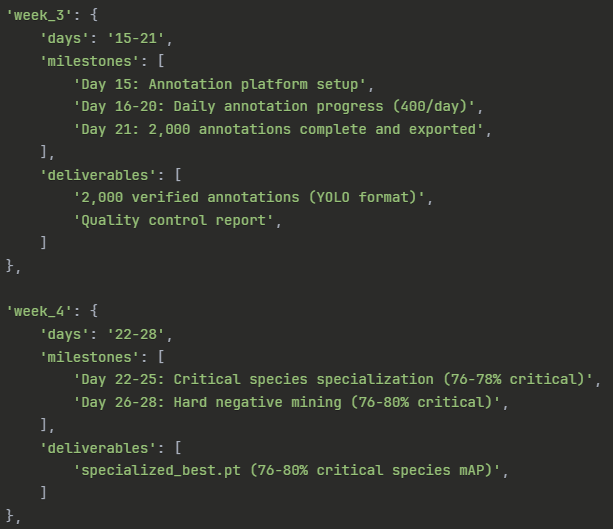 'week_3': {
'days': '15-21',
'milestones': [
'Day 15: Annotation platform setup',
'Day 16-20: Daily annotation progress (400/day)',
'Day 21: 2,000 annotations complete and exported',
],
'deliverables': [
'2,000 verified annotations (YOLO format)',
'Quality control report',
]
},
'week_4': {
'days': '22-28',
'milestones': [
'Day 22-25: Critical species specialization (76-78% critical)',
'Day 26-28: Hard negative mining (76-80% critical)',
],
'deliverables': [
'specialized_best.pt (76-80% critical species mAP)',
]
},